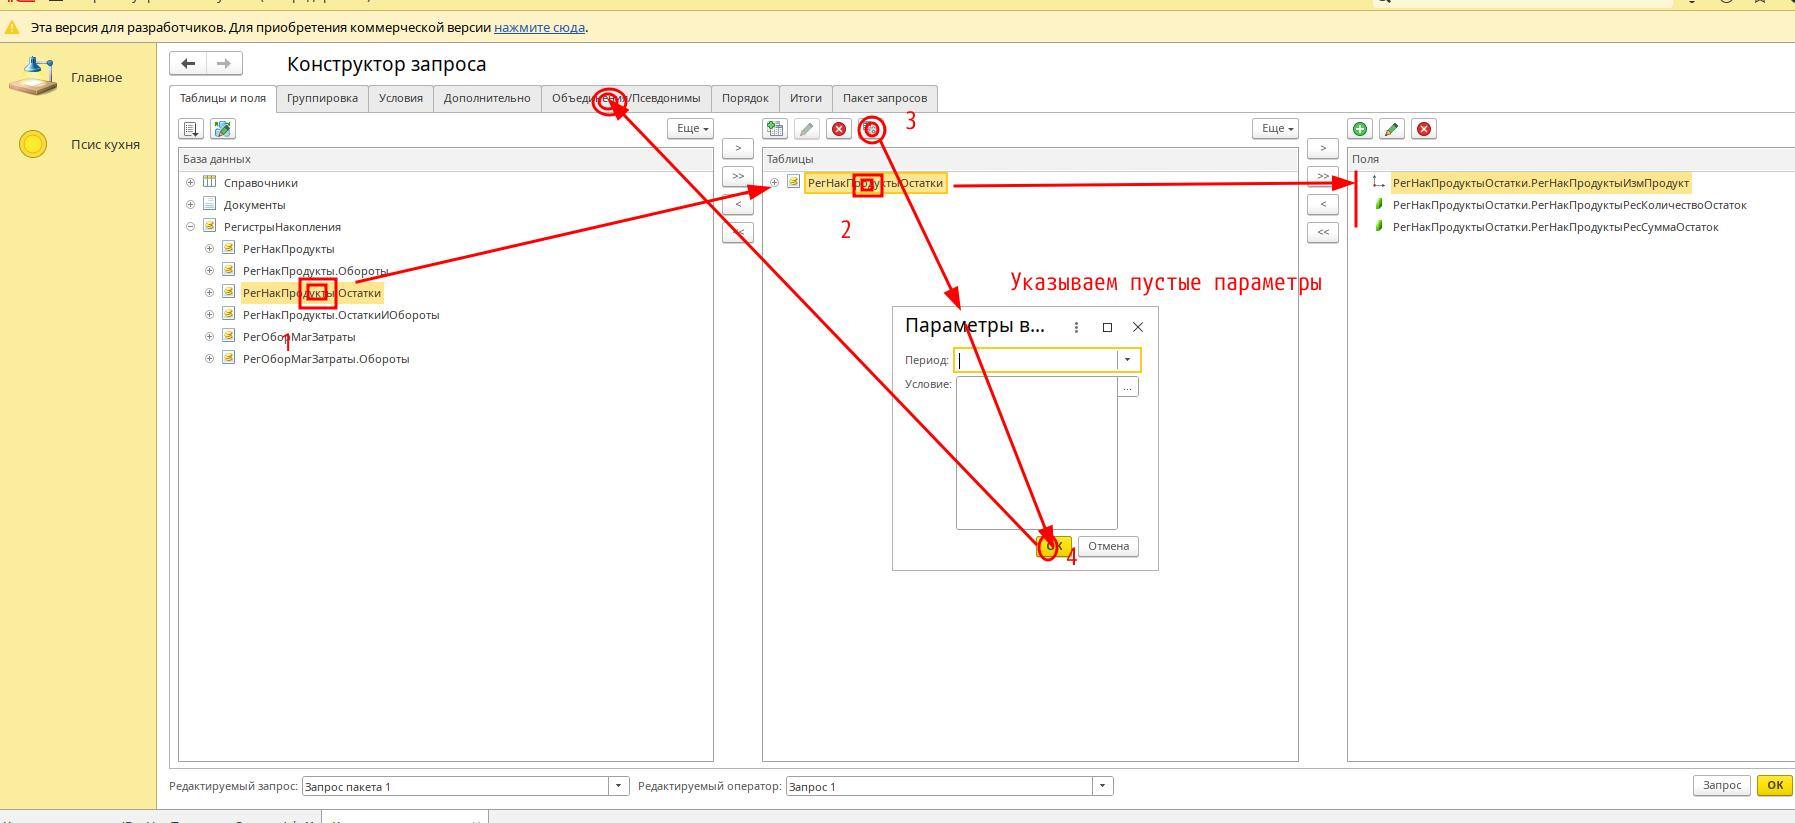 Эта версия для разработчиков. Для приобретения коммерческой версии нажмите сюда.
Главное
Псис кухня
Конструктор запроса
Таблицы и поля
Группировка
Условия
Дополнительно
Объединения/Псевдонимы
Порядок
Итоги
Пакет запросов
Еще
База данных
Справочники
Документы
РегистрыНакопления
РегНакПродукты
РегНакПродукты.Обороты
РегНакПродукты.Остатки
РегНакПродукты.ОстаткиИОбороты
РегОборМагЗатраты
РегОборМагЗатраты.Обороты
1
>
>>
<
<<
3
Еще
Таблицы
РегНакПродуктыОстатки
2
Указываем пустые параметры
Параметры в...
Период:
Условие:
...
ОК
Отмена
4
>
>>
<
<<
Поля
РегНакПродуктыОстатки.РегНакПродуктыИзмПродукт
РегНакПродуктыОстатки.РегНакПродуктыРесКоличествоОстаток
РегНакПродуктыОстатки.РегНакПродуктыРесСуммаОстаток
Редактируемый запрос:
Запрос пакета 1
Редактируемый оператор:
Запрос 1
Запрос
ОК